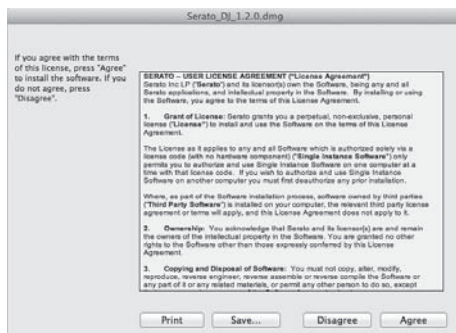 Serato_DJ_1.2.0.dmg
If you agree with the terms
of this license, press "Agree"
to install the software. If you
do not agree, press
"Disagree".
SERATO – USER LICENSE AGREEMENT ("License Agreement")
Serato Inc LP ("Serato") and its licensor(s) own the Software, being any and all
Serato applications, and intellectual property in the Software. By installing or using
the Software, you agree to the terms of this License Agreement.
1. Grant of License: Serato grants you a perpetual, non-exclusive, personal
license ("License") to install and use the Software on the terms of this License
Agreement.
The License as it applies to any and all Software which is authorized solely via a
license code (with no hardware component) ("Single Instance Software") only
permits you to authorize and use Single Instance Software on one computer at a
time with that license code. If you wish to authorize and use Single Instance
Software on another computer you must first deauthorize any prior installation.
Where, as part of the Software installation process, software owned by third parties
("Third Party Software") is installed on your computer, the relevant third party license
agreement or terms will apply, and this License Agreement does not apply to it.
2. Ownership: You acknowledge that Serato and its licensor(s) are and remain
the owners of the intellectual property in the Software. You are granted no other
rights to the Software other than those expressly conferred by this License
Agreement.
3. Copying and Disposal of Software: You must not copy, alter, modify,
reproduce, reverse engineer, reverse assemble or reverse compile the Software or
any part of it or any related materials, or permit any other person to do so, except
Print Save... Disagree Agree